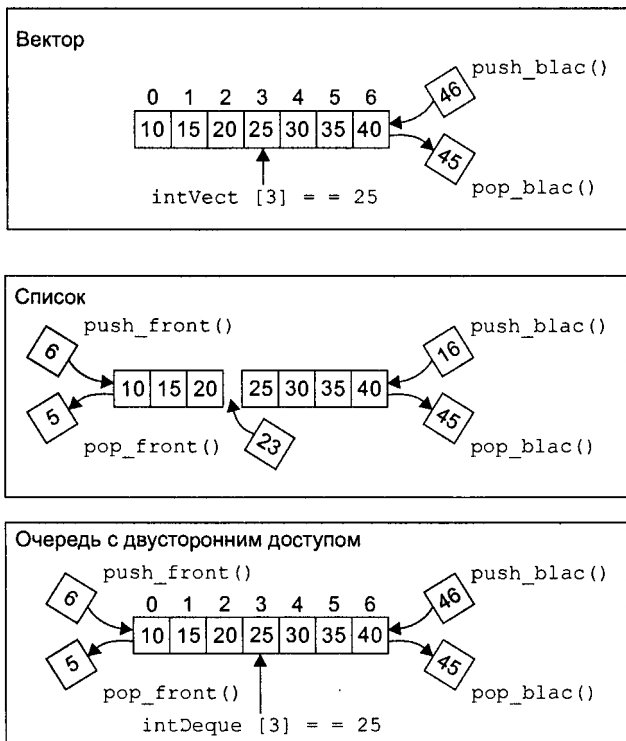 Вектор
push_blac()
0 1 2 3 4 5 6
46
10 15 20 25 30 35 40
45
pop_blac()
intVect [3] = = 25
Список
push_front()
push_blac()
6
16
10 15 20 25 30 35 40
5
23
45
pop_front()
pop_blac()
Очередь с двусторонним доступом
push_front()
push_blac()
6
0 1 2 3 4 5 6
46
10 15 20 25 30 35 40
5
45
pop_front()
pop_blac()
intDeque [3] = = 25